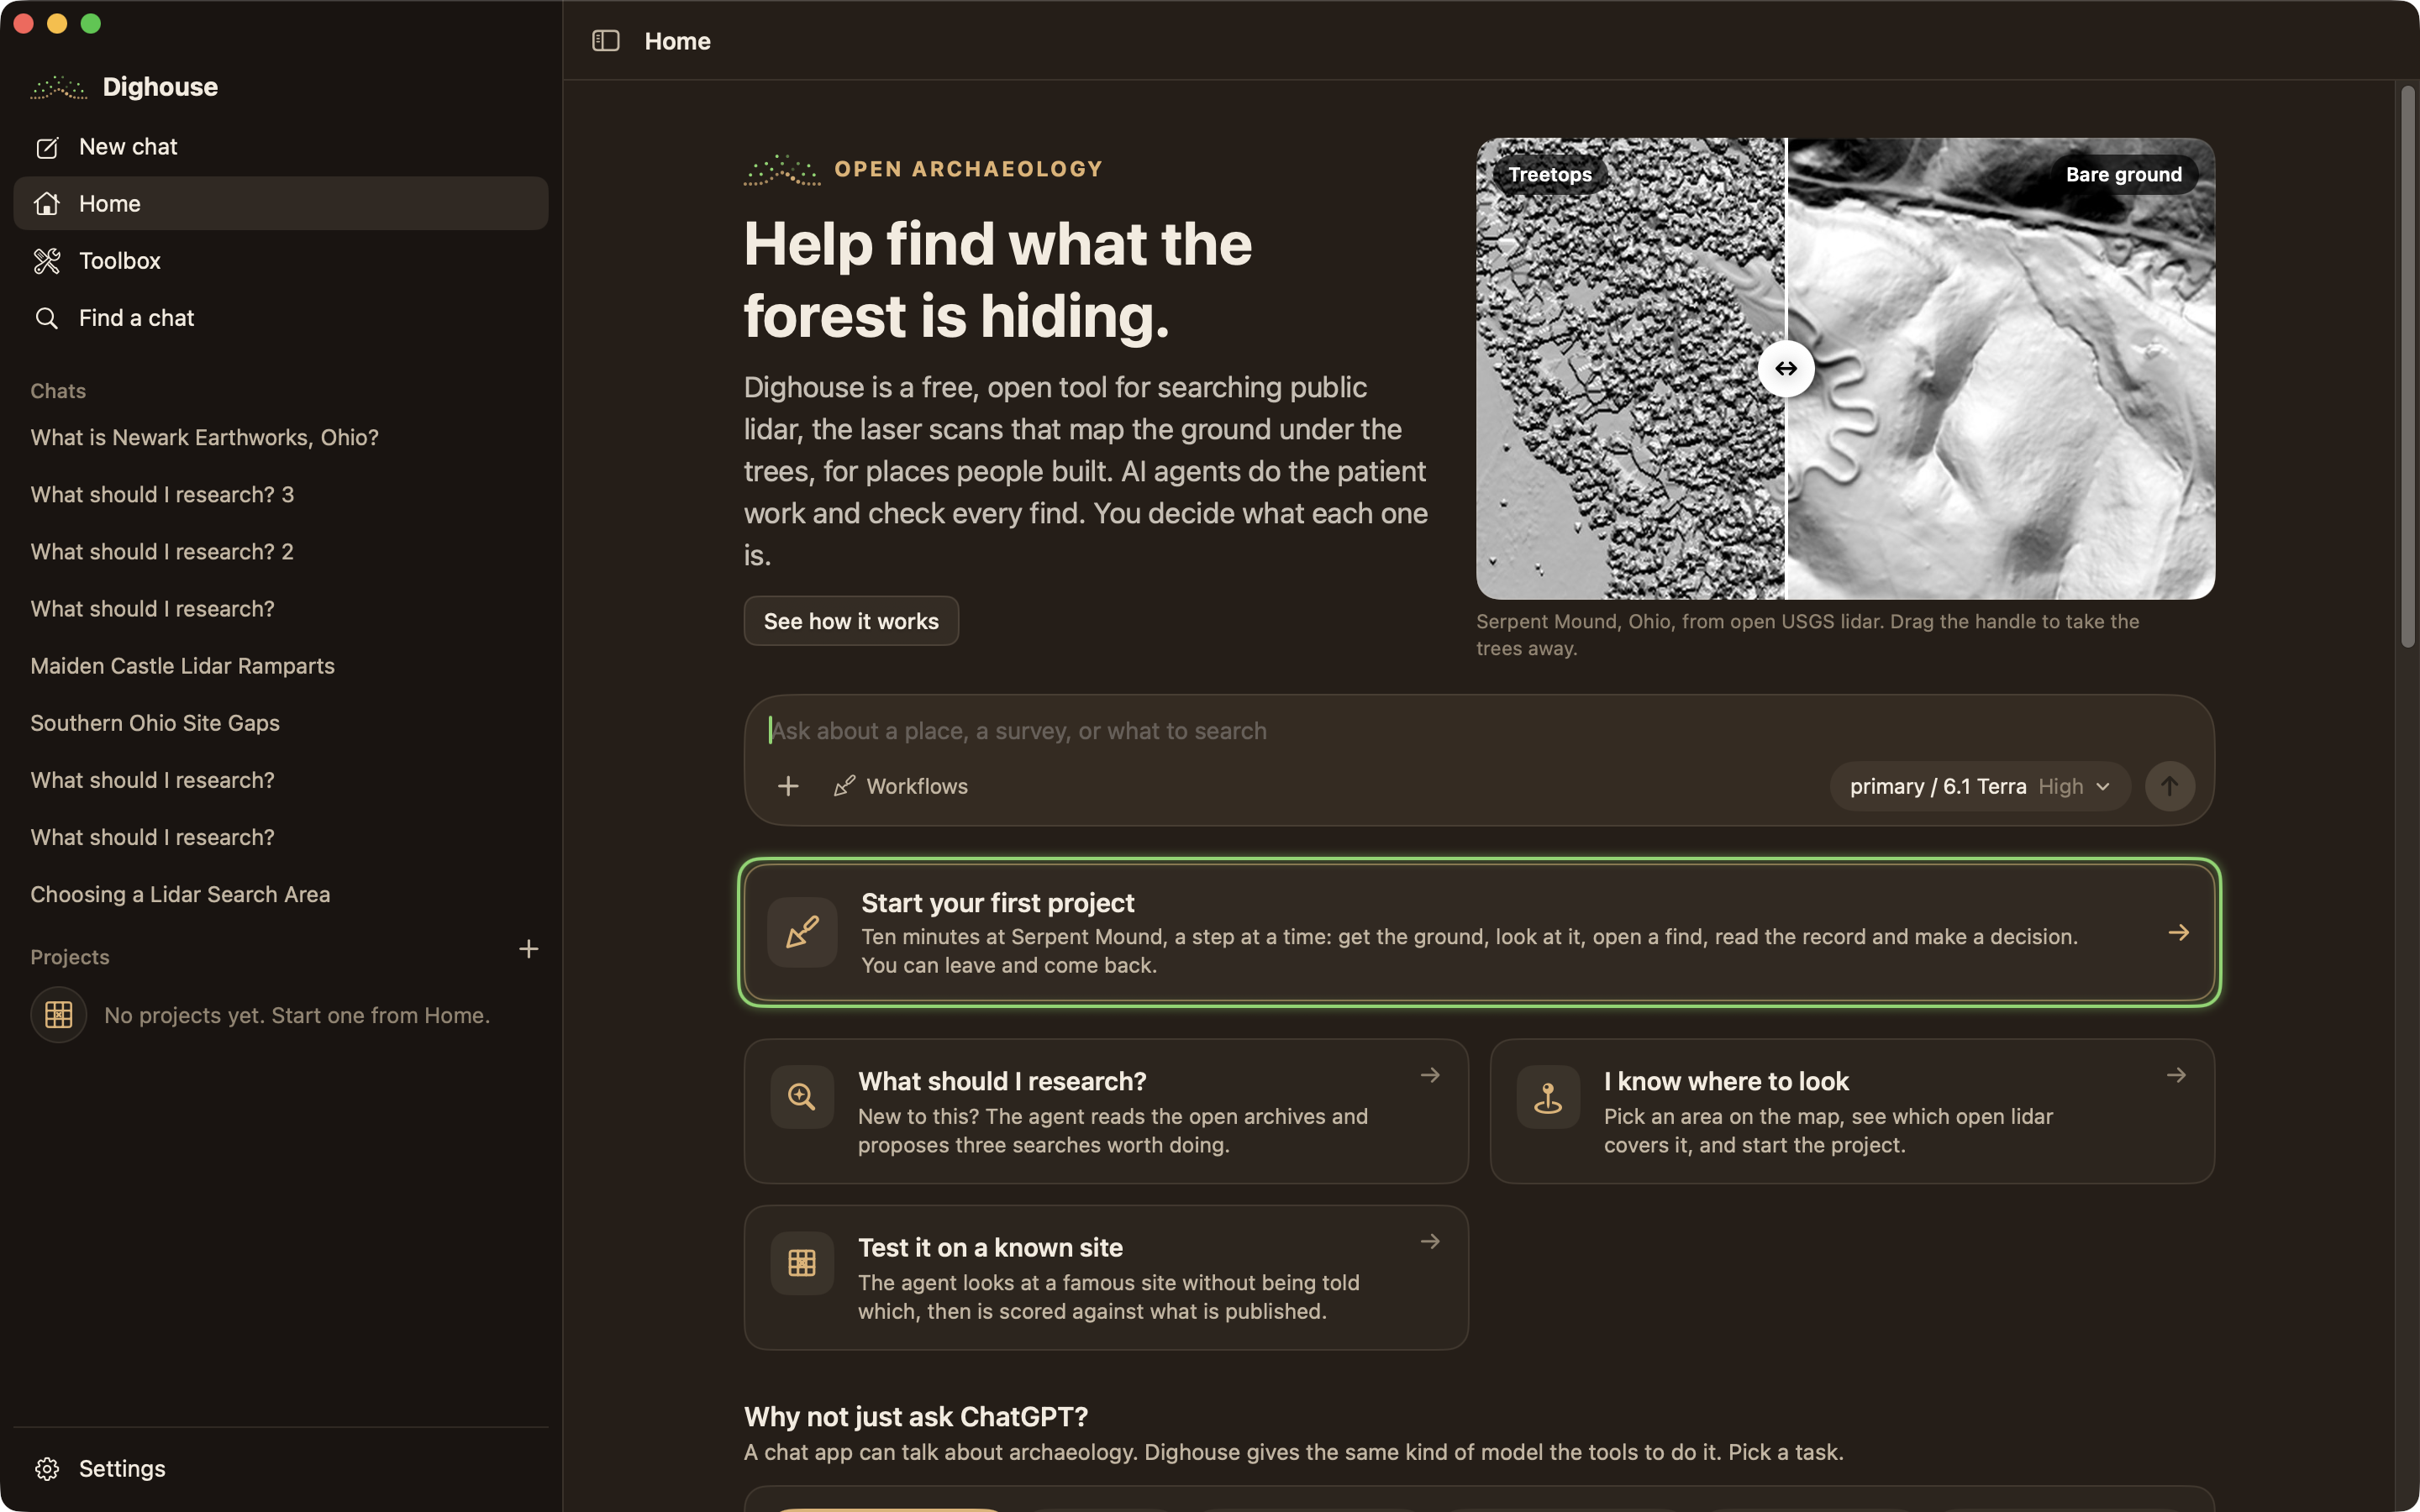 Dighouse
New chat
Home
Toolbox
Find a chat
Chats
What is Newark Earthworks, Ohio?
What should I research? 3
What should I research? 2
What should I research?
Maiden Castle Lidar Ramparts
Southern Ohio Site Gaps
What should I research?
What should I research?
Choosing a Lidar Search Area
Projects
No projects yet. Start one from Home.
Settings
Home
OPEN ARCHAEOLOGY
Help find what the
forest is hiding.
Dighouse is a free, open tool for searching public
lidar, the laser scans that map the ground under the
trees, for places people built. AI agents do the patient
work and check every find. You decide what each one
is.
See how it works
Treetops
Bare ground
Serpent Mound, Ohio, from open USGS lidar. Drag the handle to take the
trees away.
Ask about a place, a survey, or what to search
Workflows
primary / 6.1 Terra High
Start your first project
Ten minutes at Serpent Mound, a step at a time: get the ground, look at it, open a find, read the record and make a decision.
You can leave and come back.
What should I research?
New to this? The agent reads the open archives and
proposes three searches worth doing.
I know where to look
Pick an area on the map, see which open lidar
covers it, and start the project.
Test it on a known site
The agent looks at a famous site without being told
which, then is scored against what is published.
Why not just ask ChatGPT?
A chat app can talk about archaeology. Dighouse gives the same kind of model the tools to do it. Pick a task.